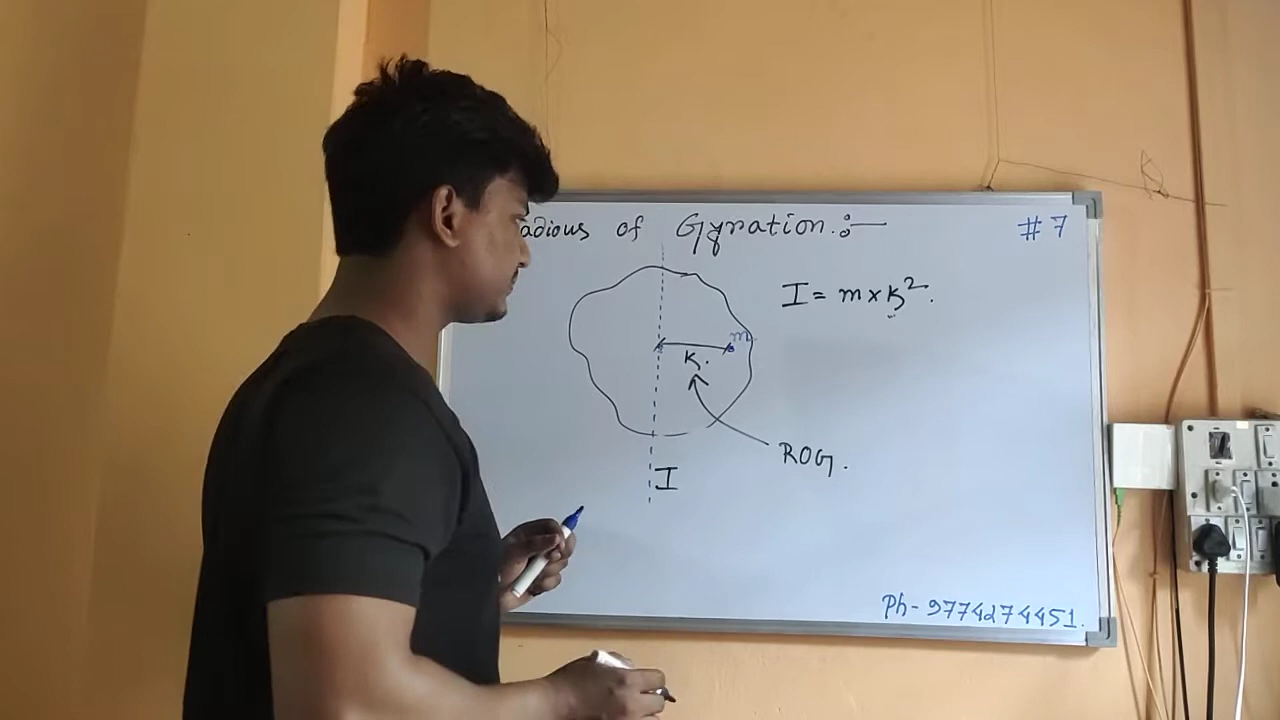 adious of Gyration :—
#7
I = m x K².
m
K.
ROG.
I
Ph- 9774274451.